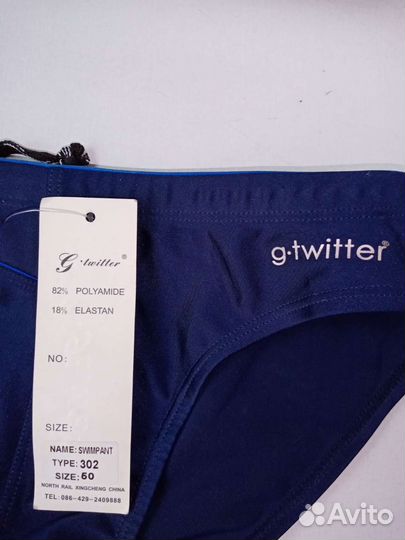 g·twitter®
82% POLYAMIDE
18% ELASTAN
NO:
SIZE:
NAME: SWIMPANT
TYPE: 302
SIZE: 50
NORTH RAIL XINGCHENG CHINA
TEL: 086-429-2409888
g·twitter®
Avito